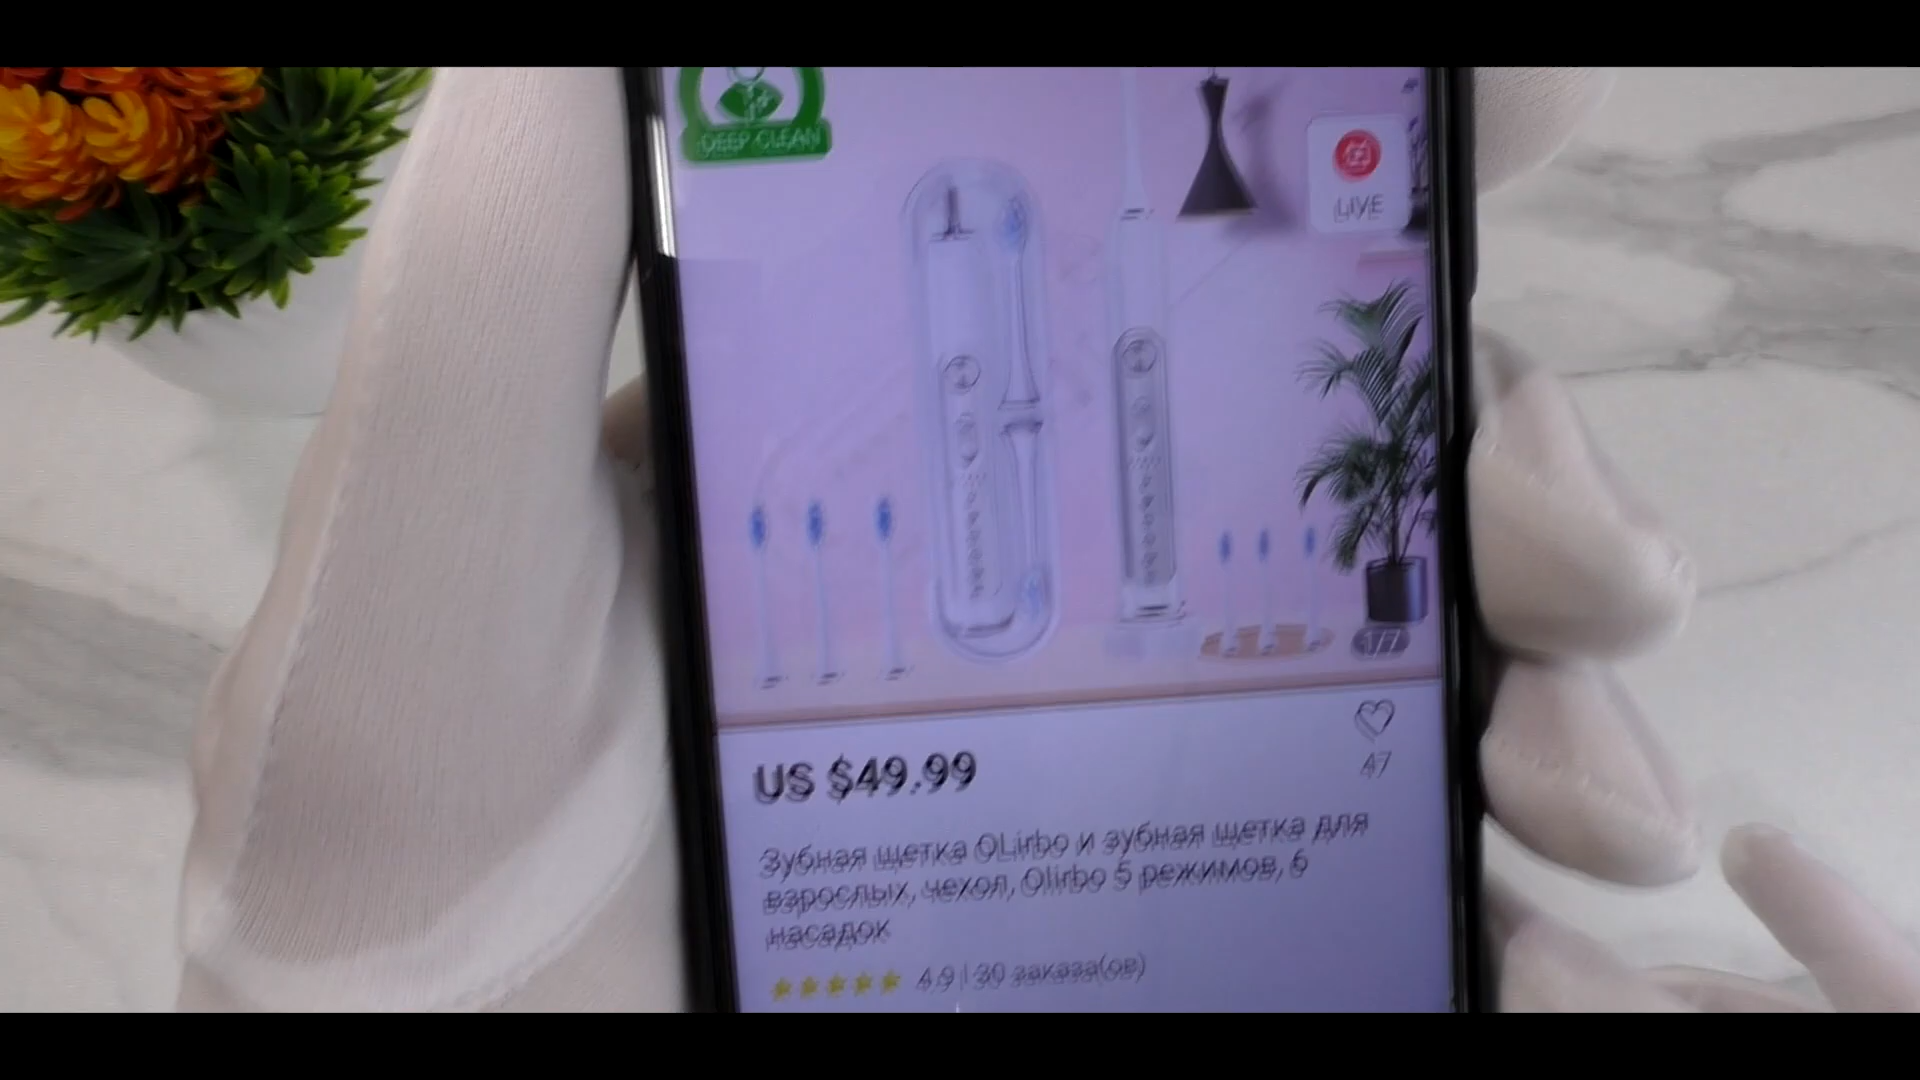 DEEP CLEAN
LIVE
1/7
US $49.99
47
Зубная щетка OLirbo и зубная щетка для
взрослых, чехол, Olirbo 5 режимов, 6
насадок
4.9 | 30 заказа(ов)